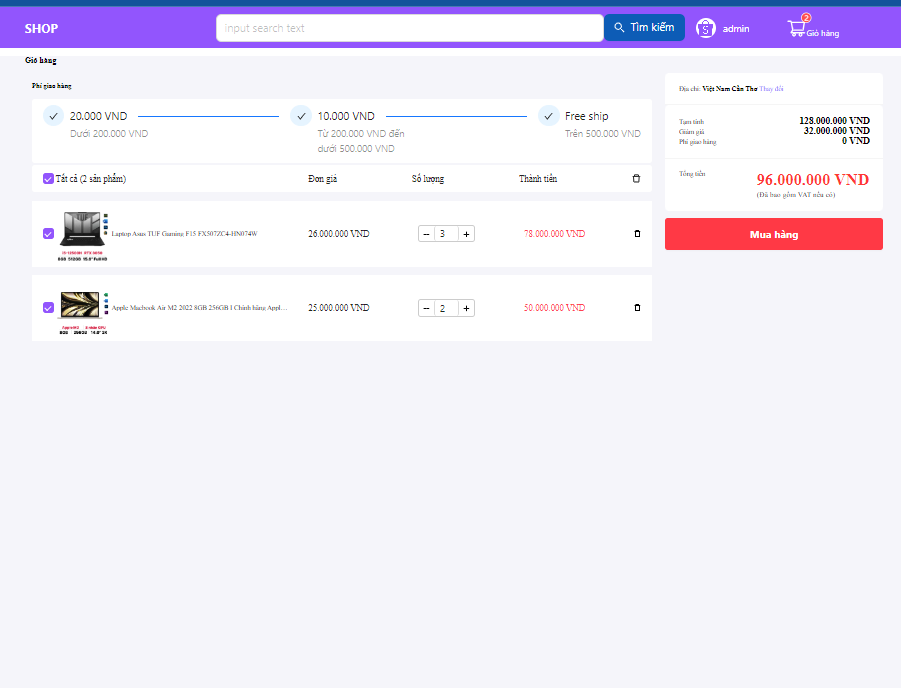 SHOP
input search text
Tìm kiếm
admin
2
Giỏ hàng
Giỏ hàng
Phí giao hàng
20.000 VND
Dưới 200.000 VND
10.000 VND
Từ 200.000 VND đến
dưới 500.000 VND
Free ship
Trên 500.000 VND
Tất cả (2 sản phẩm)
Đơn giá
Số lượng
Thành tiền
Laptop Asus TUF Gaming F15 FX507ZC4-HN074W
26.000.000 VND
3
78.000.000 VND
8GB 512GB 15.6" Full HD
Apple Macbook Air M2 2022 8GB 256GB I Chính hãng Appl...
25.000.000 VND
2
50.000.000 VND
Địa chỉ: Việt Nam Cần Thơ Thay đổi
Tạm tính
128.000.000 VND
Giảm giá
32.000.000 VND
Phí giao hàng
0 VND
Tổng tiền
96.000.000 VND
(Đã bao gồm VAT nếu có)
Mua hàng